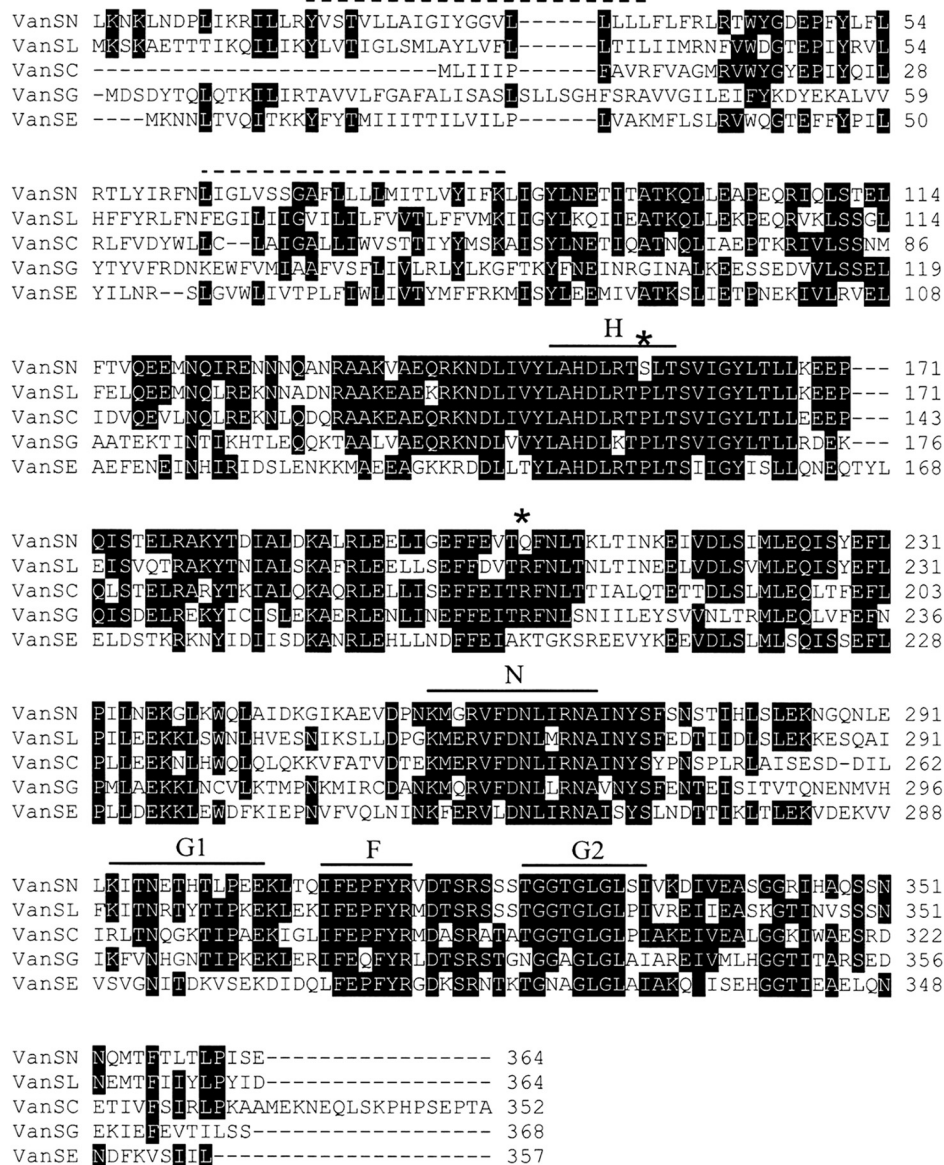 VanSN LKNKLNDPLIKRILLRYVSTVLLAIGIYGGVL------LLLLFLFRLRTWYGDEPFYLFL 54
VanSL MKSKAETTTIKQILIKYLVTIGLSMLAYLVFL------LTILIIMRNFVWDGTEPIYRVL 54
VanSC -----------------------MLIIIP------FAVRFVAGMRVWYGYEPIYQIL 28
VanSG -MDSDYTQLQTKILIRTAVVLFGAFALISASLSLLSGHFSRAVVGILEIFYKDYEKALVV 59
VanSE ----MKNNLTVQITKKYFYTMIIITTILVILP------LVAKMFLSLRVWQGTEFFYPIL 50
VanSN RTLYIRFNLIGLVSSGAFLLLLMITLVYIFKLIGYLNETITATKQLLEAPEQRIQLSTEL 114
VanSL HFFYRLFNFEGILIIGVILILFVVTLFFVMKIIGYLKQIIEATKQLLEKPEQRVKLSSGL 114
VanSC RLFVDYWLLC--LAIGALLIWVSTTIYYMSKAISYLNETIQATNQLIAEPTKRIVLSSNM 86
VanSG YTYVFRDNKEWFVMIAAFVSFLIVLRLYLKGFTKYFNEINRGINALKEESSEDVVLSSEL 119
VanSE YILNR--SLGVWLIVTPLFIWLIVTYMFFRKMISYLEEMIVATKSLIETPNEKIVLRVEL 108
H *
VanSN FTVQEEMNQIRENNNQANRAAKVAEQRKNDLIVYLAHDLRTSLTSVIGYLTLLKEEP--- 171
VanSL FELQEEMNQLREKNNADNRAAKEAEKRKNDLIVYLAHDLRTPLTSVIGYLTLLKEEP--- 171
VanSC IDVQEVLNQLREKNLQDQRAAKEAEQRKNDLIVYLAHDLRTPLTSVIGYLTLLEEEP--- 143
VanSG AATEKTINTIKHTLEQQKTAALVAEQRKNDLVVYLAHDLKTPLTSVIGYLTLLRDEK--- 176
VanSE AEFENEINHIRIDSLENKKMAEEAGKKRDDLLTYLAHDLRTPLTSIIGYISLLQNEQTYL 168
*
VanSN QISTELRAKYTDIALDKALRLEELIGEFFEVTQFNLTKLTINKEIVDLSIMLEQISYEFL 231
VanSL EISVQTRAKYTNIALSKAFRLEELLSEFFDVTRFNLTNLTINEELVDLSVMLEQISYEFL 231
VanSC QLSTELRARYTKIALQKAQRLELLISEFFEITRFNLTTIALQTETTDLSLMLEQLTFEFL 203
VanSG QISDELREKYICISLEKAERLENLINEFFEITRFNLSNIILEYSVVNLTRMLEQLVFEFN 236
VanSE ELDSTKRKNYIDIISDKANRLEHLLNDFFEIAKTGKSREEVYKEEVDLSLMLSQISSEFL 228
N
VanSN PILNEKGLKWQLAIDKGIKAEVDPNKMGRVFDNLIRNAINYSFSNSTIHLSLEKNGQNLE 291
VanSL PILEEKKLSWNLHVESNIKSLLDPGKMERVFDNLMRNAINYSFEDTIIDLSLEKKESQAI 291
VanSC PLLEEKNLHWQLQLQKKVFATVDTEKMERVFDNLIRNAINYSYPNSPLRLAISESD-DIL 262
VanSG PMLAEKKLNCVLKTMPNKMIRCDANKMQRVFDNLLRNAVNYSFENTEISITVTQNENMVH 296
VanSE PLLDEKKLEWDFKIEPNVFVQLNINKFERVLDNLIRNAISYSLNDTTIKLTLEKVDEKVV 288
G1 F G2
VanSN LKITNETHTLPEEKLTQIFEPFYRVDTSRSSSTGGTGLGLSIVKDIVEASGGRIHAQSSN 351
VanSL FKITNRTYTIPKEKLEKIFEPFYRMDTSRSSSTGGTGLGLPIVREIIEASKGTINVSSSN 351
VanSC IRLTNQGKTIPAEKIGLIFEPFYRMDASRATATGGTGLGLPIAKEIVEALGGKIWAESRD 322
VanSG IKFVNHGNTIPKEKLERIFEQFYRLDTSRSTGNGGAGLGLAIAREIVMLHGGTITARSED 356
VanSE VSVGNITDKVSEKDIDQLFEPFYRGDKSRNTKTGNAGLGLAIAKQIISEHGGTIEAELQN 348
VanSN NQMTFTLTLPISE--------------- 364
VanSL NEMTFIIYLPYID--------------- 364
VanSC ETIVFSIRLPKAAMEKNEQLSKPHPSEPTA 352
VanSG EKIEFEVTILSS---------------- 368
VanSE NDFKVSIIL------------------ 357